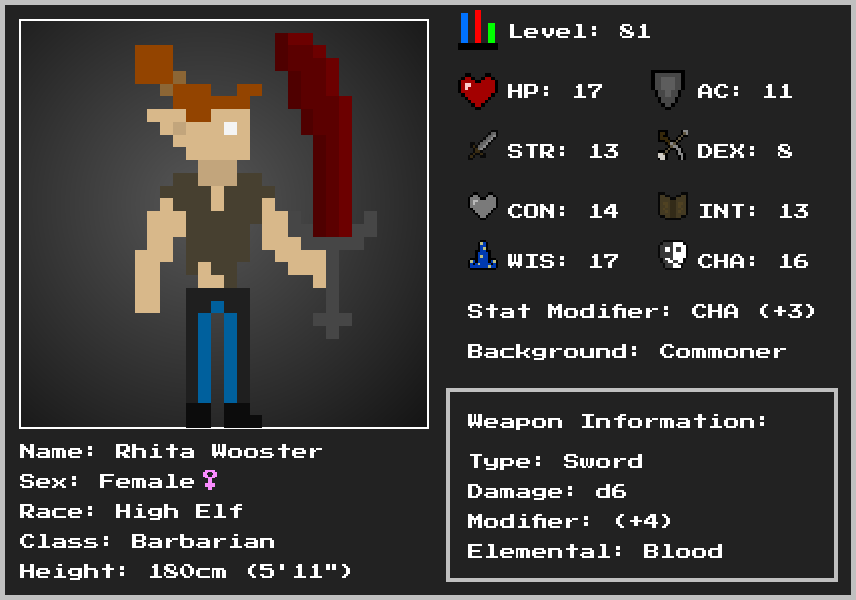 Level: 81
HP: 17 AC: 11
STR: 13 DEX: 8
CON: 14 INT: 13
WIS: 17 CHA: 16
Stat Modifier: CHA (+3)
Background: Commoner
Weapon Information:
Type: Sword
Damage: d6
Modifier: (+4)
Elemental: Blood
Name: Rhita Wooster
Sex: Female♀
Race: High Elf
Class: Barbarian
Height: 180cm (5'11")